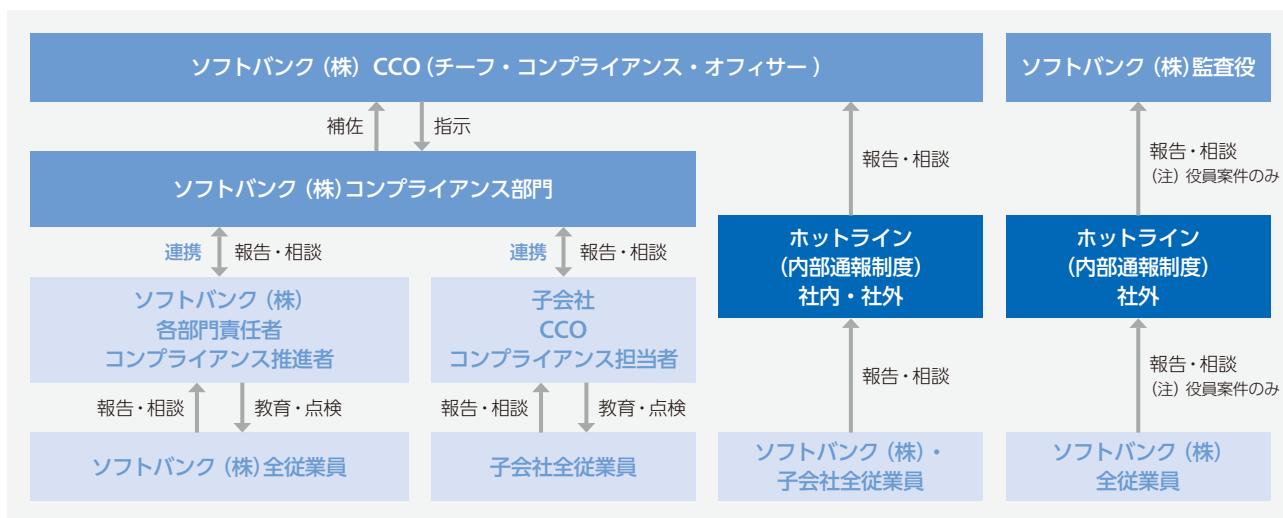 ソフトバンク（株） CCO（チーフ・コンプライアンス・オフィサー ）
ソフトバンク（株）監査役
補佐
指示
報告・相談
報告・相談
（注）役員案件のみ
ソフトバンク（株）コンプライアンス部門
連携
報告・相談
連携
報告・相談
ホットライン
（内部通報制度）
社内・社外
ホットライン
（内部通報制度）
社外
ソフトバンク（株）
各部門責任者
コンプライアンス推進者
子会社
CCO
コンプライアンス担当者
報告・相談
教育・点検
報告・相談
教育・点検
報告・相談
報告・相談
（注）役員案件のみ
ソフトバンク（株）全従業員
子会社全従業員
ソフトバンク（株）・
子会社全従業員
ソフトバンク（株）
全従業員